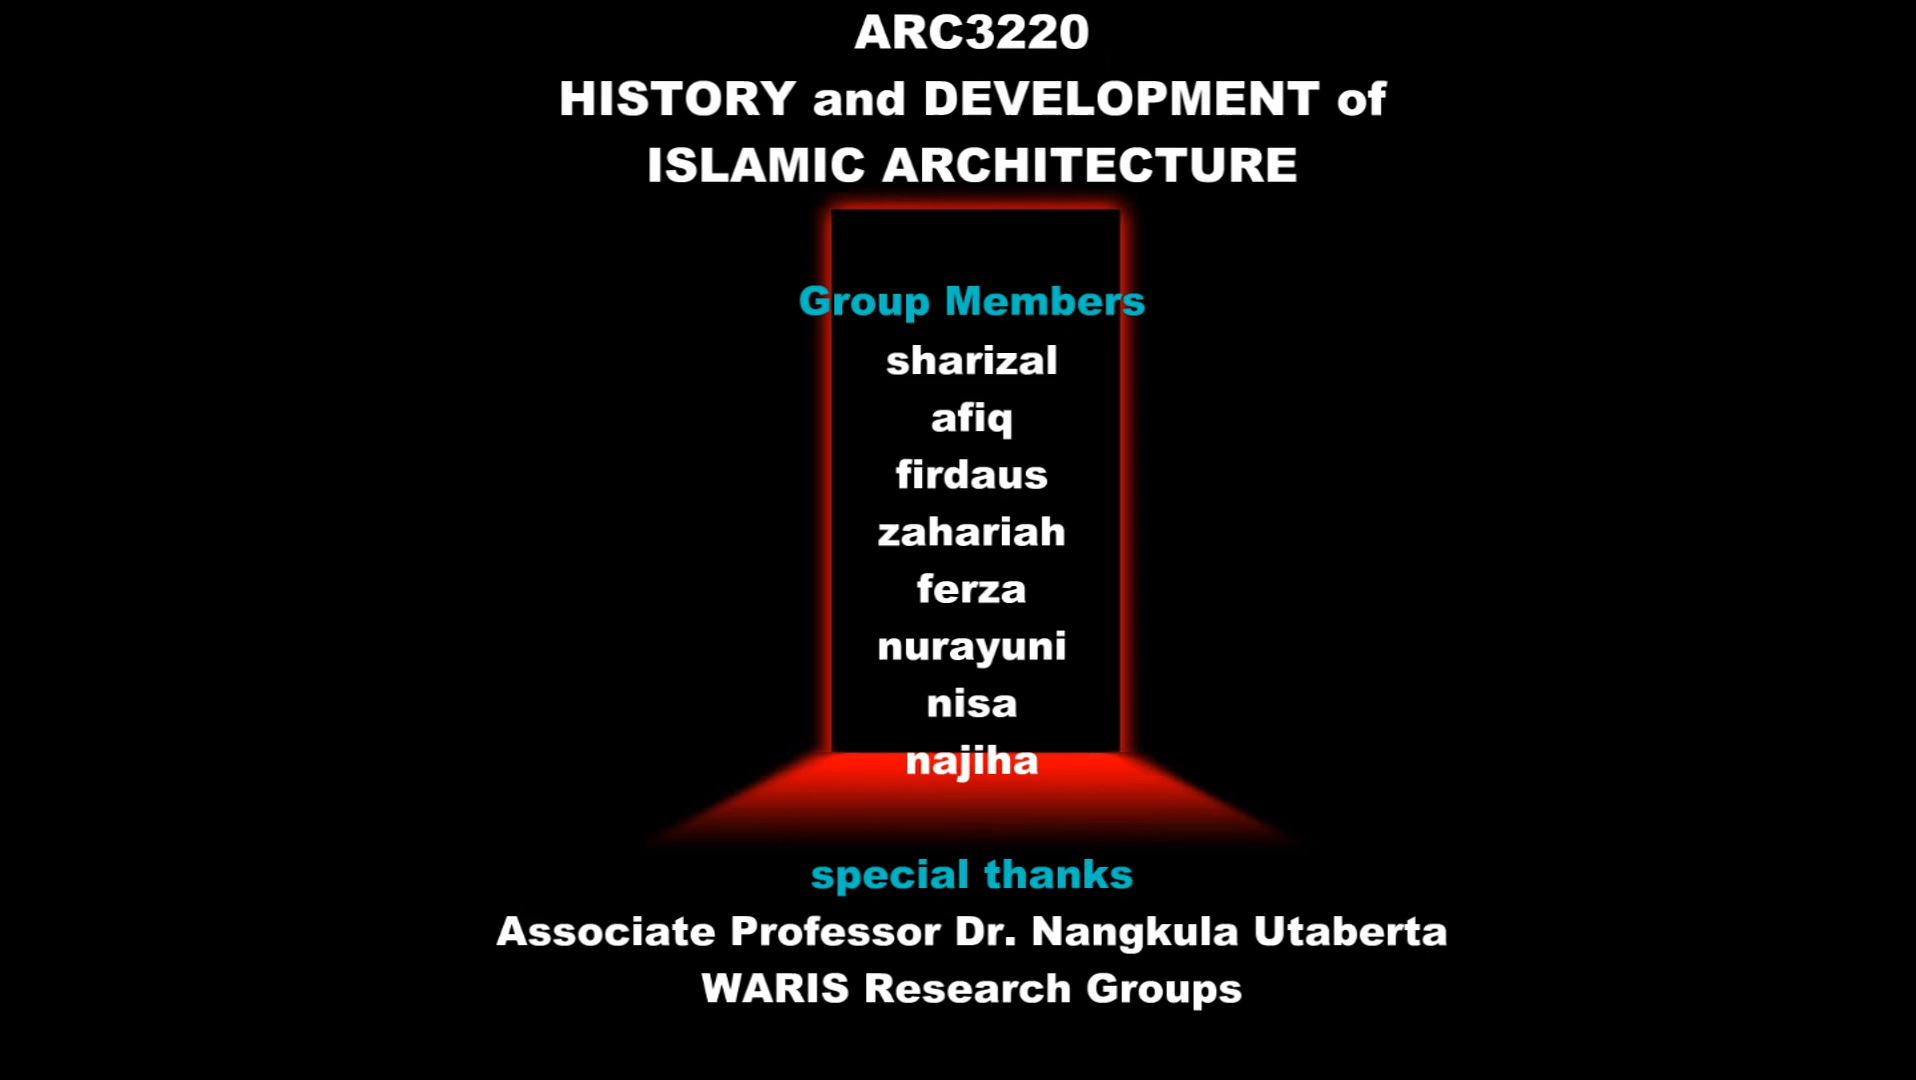 ARC3220
HISTORY and DEVELOPMENT of
ISLAMIC ARCHITECTURE
Group Members
sharizal
afiq
firdaus
zahariah
ferza
nurayuni
nisa
najiha
special thanks
Associate Professor Dr. Nangkula Utaberta
WARIS Research Groups